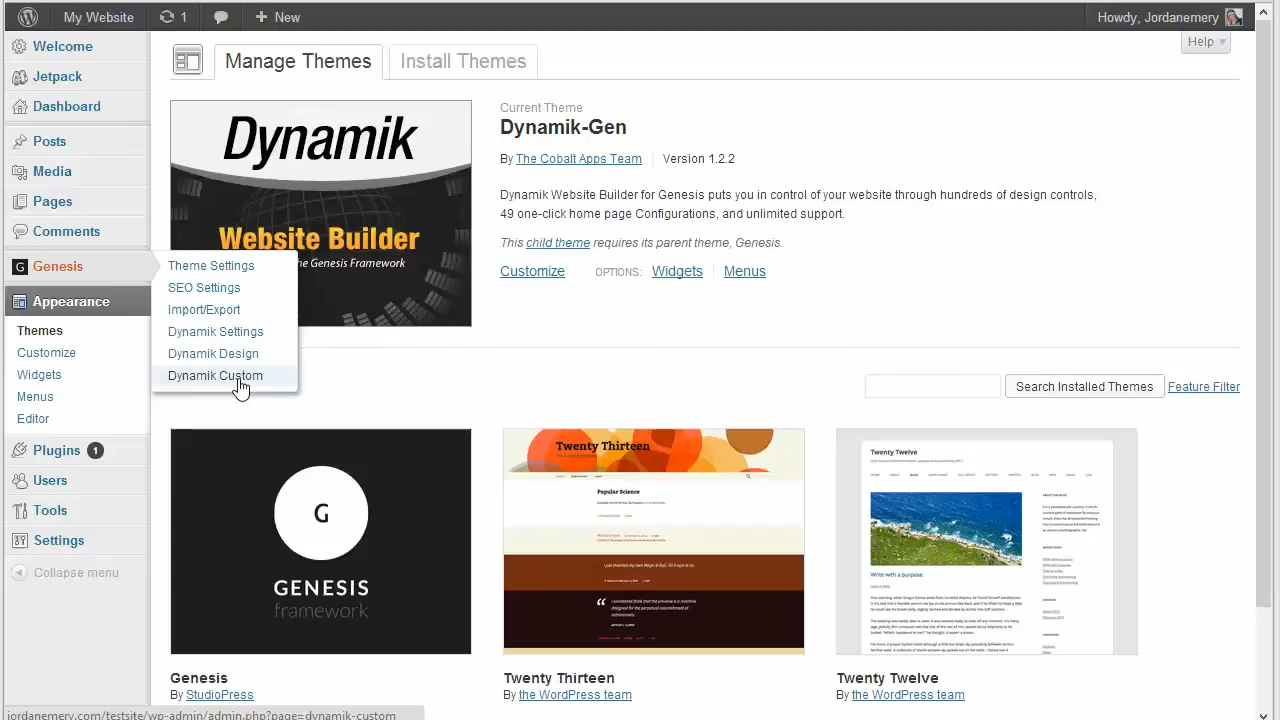 My Website
1
New
Howdy, Jordanemery
Welcome
Jetpack
Dashboard
Posts
Media
Pages
Comments
Genesis
Appearance
Themes
Customize
Widgets
Menus
Editor
Plugins 1
Users
Tools
Settings
Collapse menu
Theme Settings
SEO Settings
Import/Export
Dynamik Settings
Dynamik Design
Dynamik Custom
Manage Themes
Install Themes
Help
Dynamik
Website Builder
he Genesis Framework
Current Theme
Dynamik-Gen
By The Cobalt Apps Team
Version 1.2.2
Dynamik Website Builder for Genesis puts you in control of your website through hundreds of design controls,
49 one-click home page Configurations, and unlimited support.
This child theme requires its parent theme, Genesis.
Customize
OPTIONS:
Widgets
Menus
Search Installed Themes
Feature Filter
G
GENESIS
framework
Genesis
By StudioPress
Twenty Thirteen
Popular Science
Twenty Thirteen
By the WordPress team
Twenty Twelve
Write with a purpose
Twenty Twelve
By the WordPress team
jordanemery.com/testsite/wp-admin/admin.php?page=dynamik-custom